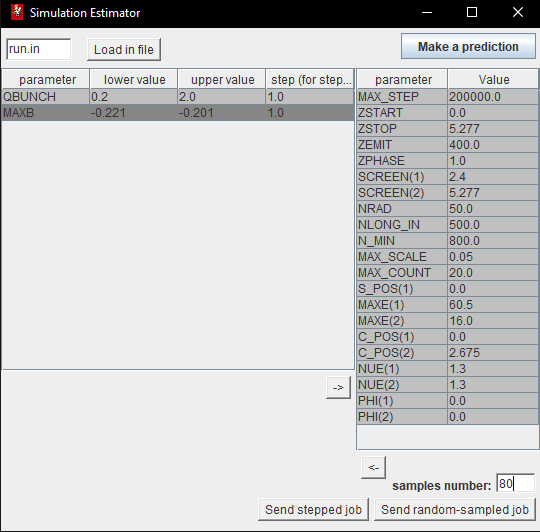 Simulation Estimator
run.in
Load in file
Make a prediction
parameter lower value upper value step (for step...
QBUNCH 0.2 2.0 1.0
MAXB -0.221 -0.201 1.0
parameter Value
MAX_STEP 200000.0
ZSTART 0.0
ZSTOP 5.277
ZEMIT 400.0
ZPHASE 1.0
SCREEN(1) 2.4
SCREEN(2) 5.277
NRAD 50.0
NLONG_IN 500.0
N_MIN 800.0
MAX_SCALE 0.05
MAX_COUNT 20.0
S_POS(1) 0.0
MAXE(1) 60.5
MAXE(2) 16.0
C_POS(1) 0.0
C_POS(2) 2.675
NUE(1) 1.3
NUE(2) 1.3
PHI(1) 0.0
PHI(2) 0.0
->
<-
samples number: 80
Send stepped job
Send random-sampled job